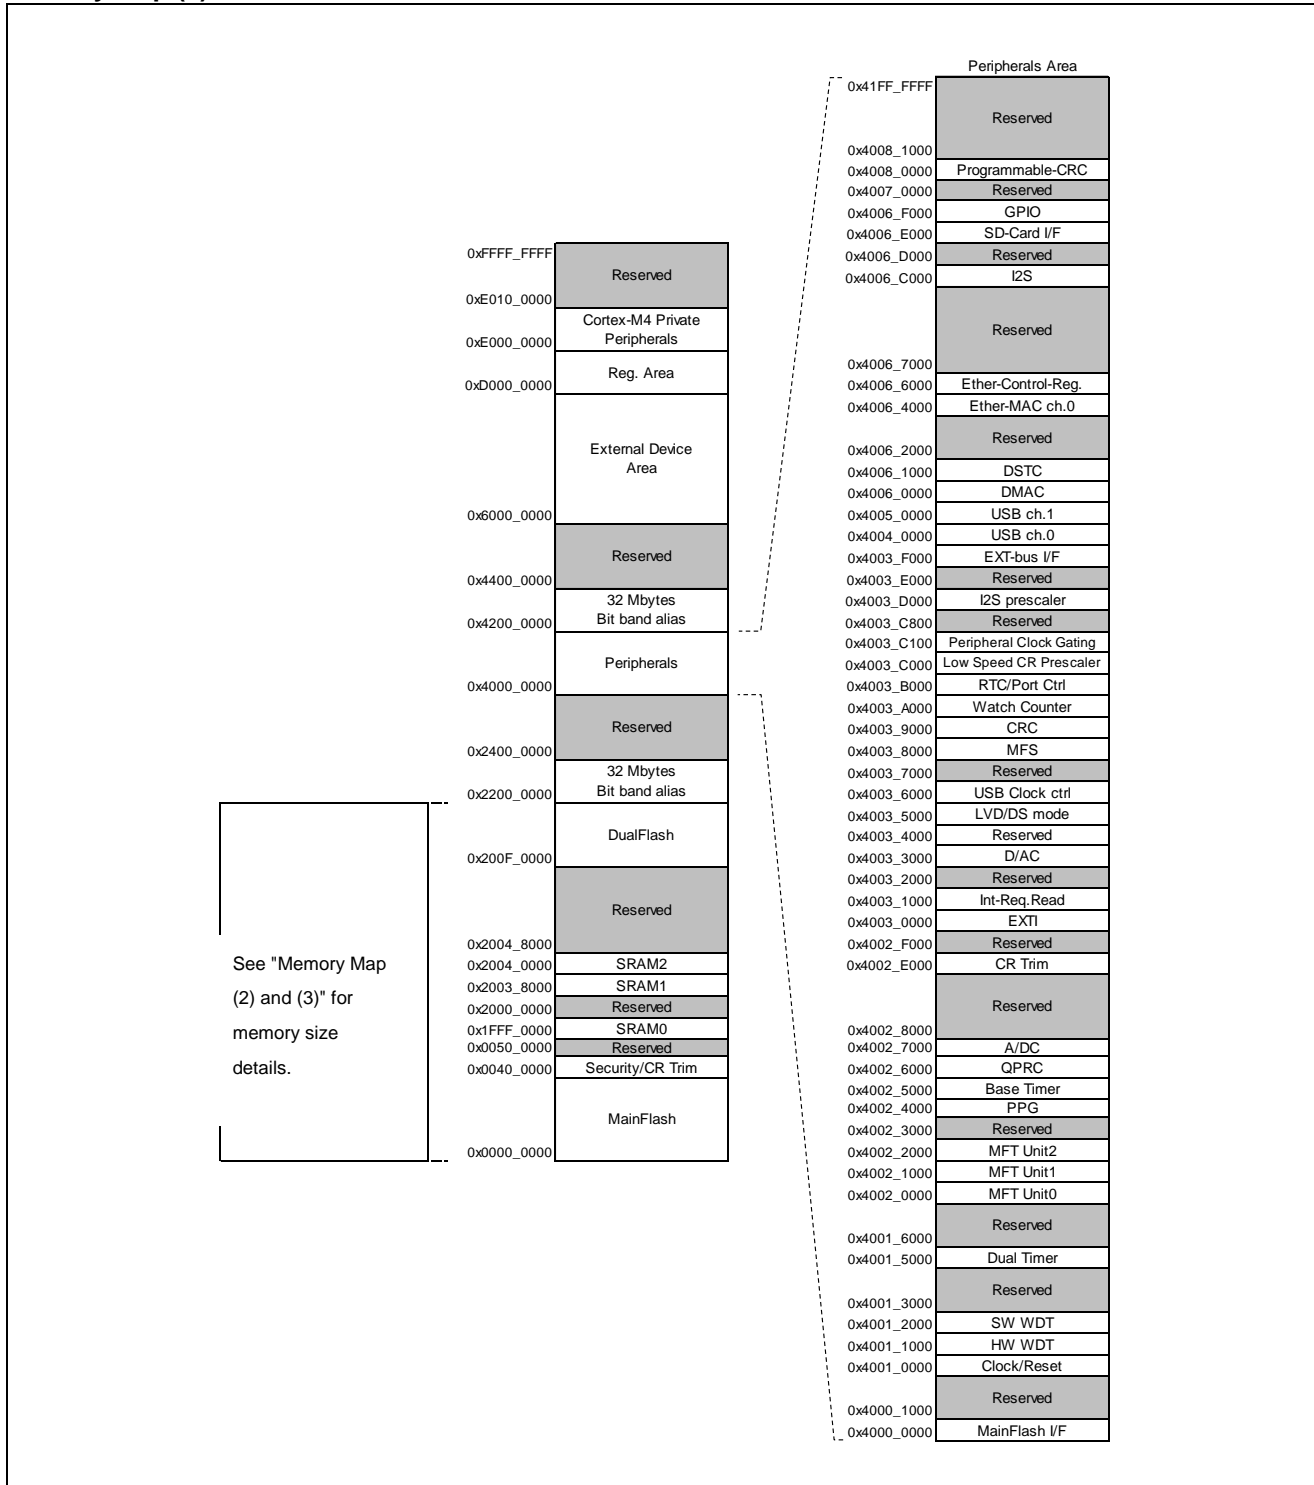 Peripherals Area
0x41FF_FFFF
Reserved
0x4008_1000
0x4008_0000 Programmable-CRC
0x4007_0000 Reserved
0x4006_F000 GPIO
0x4006_E000 SD-Card I/F
0x4006_D000 Reserved
0x4006_C000 I2S
Reserved
0x4006_7000
0x4006_6000 Ether-Control-Reg.
0x4006_4000 Ether-MAC ch.0
Reserved
0x4006_2000
0x4006_1000 DSTC
0x4006_0000 DMAC
0x4005_0000 USB ch.1
0x4004_0000 USB ch.0
0x4003_F000 EXT-bus I/F
0x4003_E000 Reserved
0x4003_D000 I2S prescaler
0x4003_C800 Reserved
0x4003_C100 Peripheral Clock Gating
0x4003_C000 Low Speed CR Prescaler
0x4003_B000 RTC/Port Ctrl
0x4003_A000 Watch Counter
0x4003_9000 CRC
0x4003_8000 MFS
0x4003_7000 Reserved
0x4003_6000 USB Clock ctrl
0x4003_5000 LVD/DS mode
0x4003_4000 Reserved
0x4003_3000 D/AC
0x4003_2000 Reserved
0x4003_1000 Int-Req.Read
0x4003_0000 EXTI
0x4002_F000 Reserved
0x4002_E000 CR Trim
Reserved
0x4002_8000
0x4002_7000 A/DC
0x4002_6000 QPRC
0x4002_5000 Base Timer
0x4002_4000 PPG
0x4002_3000 Reserved
0x4002_2000 MFT Unit2
0x4002_1000 MFT Unit1
0x4002_0000 MFT Unit0
Reserved
0x4001_6000
0x4001_5000 Dual Timer
Reserved
0x4001_3000
0x4001_2000 SW WDT
0x4001_1000 HW WDT
0x4001_0000 Clock/Reset
Reserved
0x4000_1000
0x4000_0000 MainFlash I/F
0xFFFF_FFFF
Reserved
0xE010_0000
Cortex-M4 Private
0xE000_0000 Peripherals
Reg. Area
0xD000_0000
External Device
Area
0x6000_0000
Reserved
0x4400_0000
32 Mbytes
0x4200_0000 Bit band alias
Peripherals
0x4000_0000
Reserved
0x2400_0000
32 Mbytes
0x2200_0000 Bit band alias
DualFlash
0x200F_0000
Reserved
0x2004_8000
0x2004_0000 SRAM2
0x2003_8000 SRAM1
0x2000_0000 Reserved
0x1FFF_0000 SRAM0
0x0050_0000 Reserved
0x0040_0000 Security/CR Trim
MainFlash
0x0000_0000
See "Memory Map
(2) and (3)" for
memory size
details.